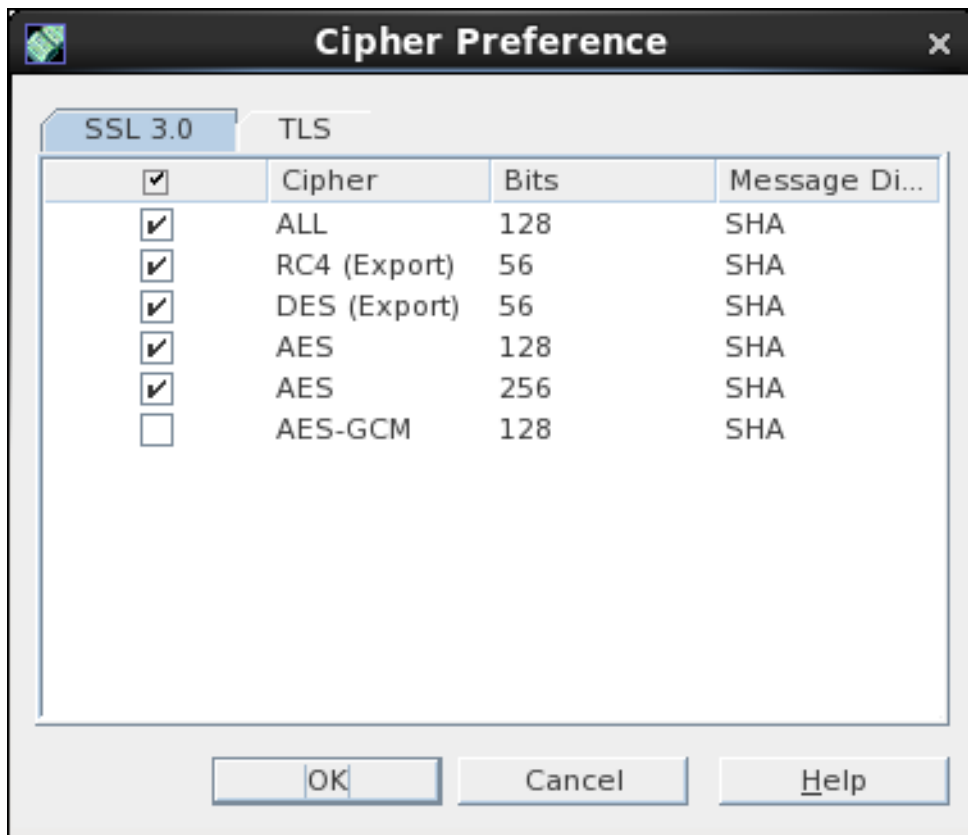 Cipher Preference
SSL 3.0 TLS
Cipher Bits Message Di...
ALL 128 SHA
RC4 (Export) 56 SHA
DES (Export) 56 SHA
AES 128 SHA
AES 256 SHA
AES-GCM 128 SHA
OK Cancel Help